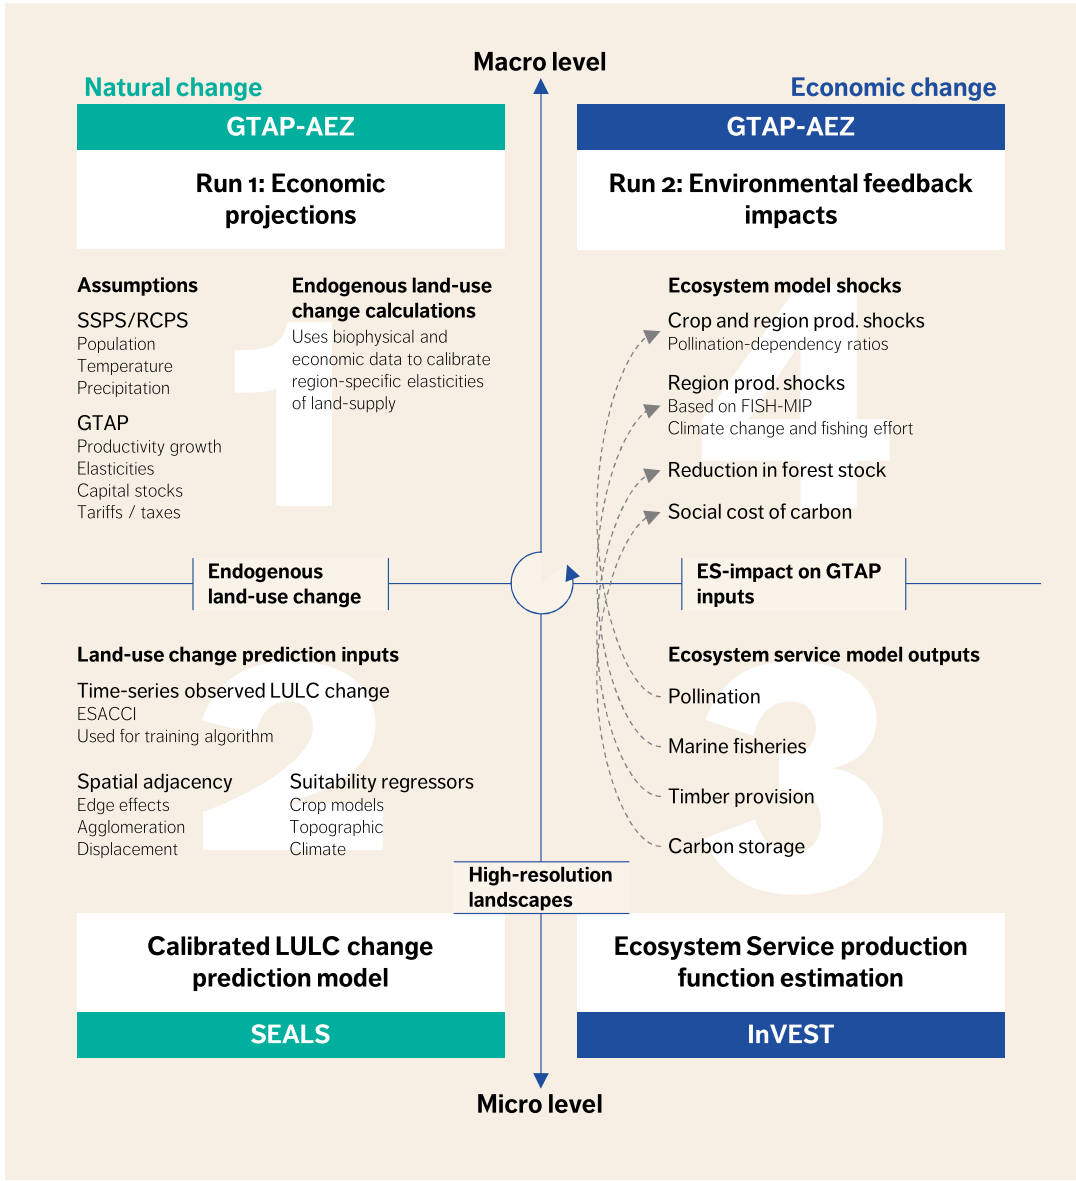 Macro level
Natural change
Economic change
GTAP-AEZ
Run 1: Economic
projections
GTAP-AEZ
Run 2: Environmental feedback
impacts
1
Assumptions
SSPS/RCPS
Population
Temperature
Precipitation
GTAP
Productivity growth
Elasticities
Capital stocks
Tariffs / taxes
Endogenous land-use
change calculations
Uses biophysical and
economic data to calibrate
region-specific elasticities
of land-supply
4
Ecosystem model shocks
Crop and region prod. shocks
Pollination-dependency ratios
Region prod. shocks
Based on FISH-MIP
Climate change and fishing effort
Reduction in forest stock
Social cost of carbon
Endogenous
land-use change
ES-impact on GTAP
inputs
2
Land-use change prediction inputs
Time-series observed LULC change
ESACCI
Used for training algorithm
Spatial adjacency
Edge effects
Agglomeration
Displacement
Suitability regressors
Crop models
Topographic
Climate
3
Ecosystem service model outputs
Pollination
Marine fisheries
Timber provision
Carbon storage
High-resolution
landscapes
Calibrated LULC change
prediction model
SEALS
Ecosystem Service production
function estimation
InVEST
Micro level